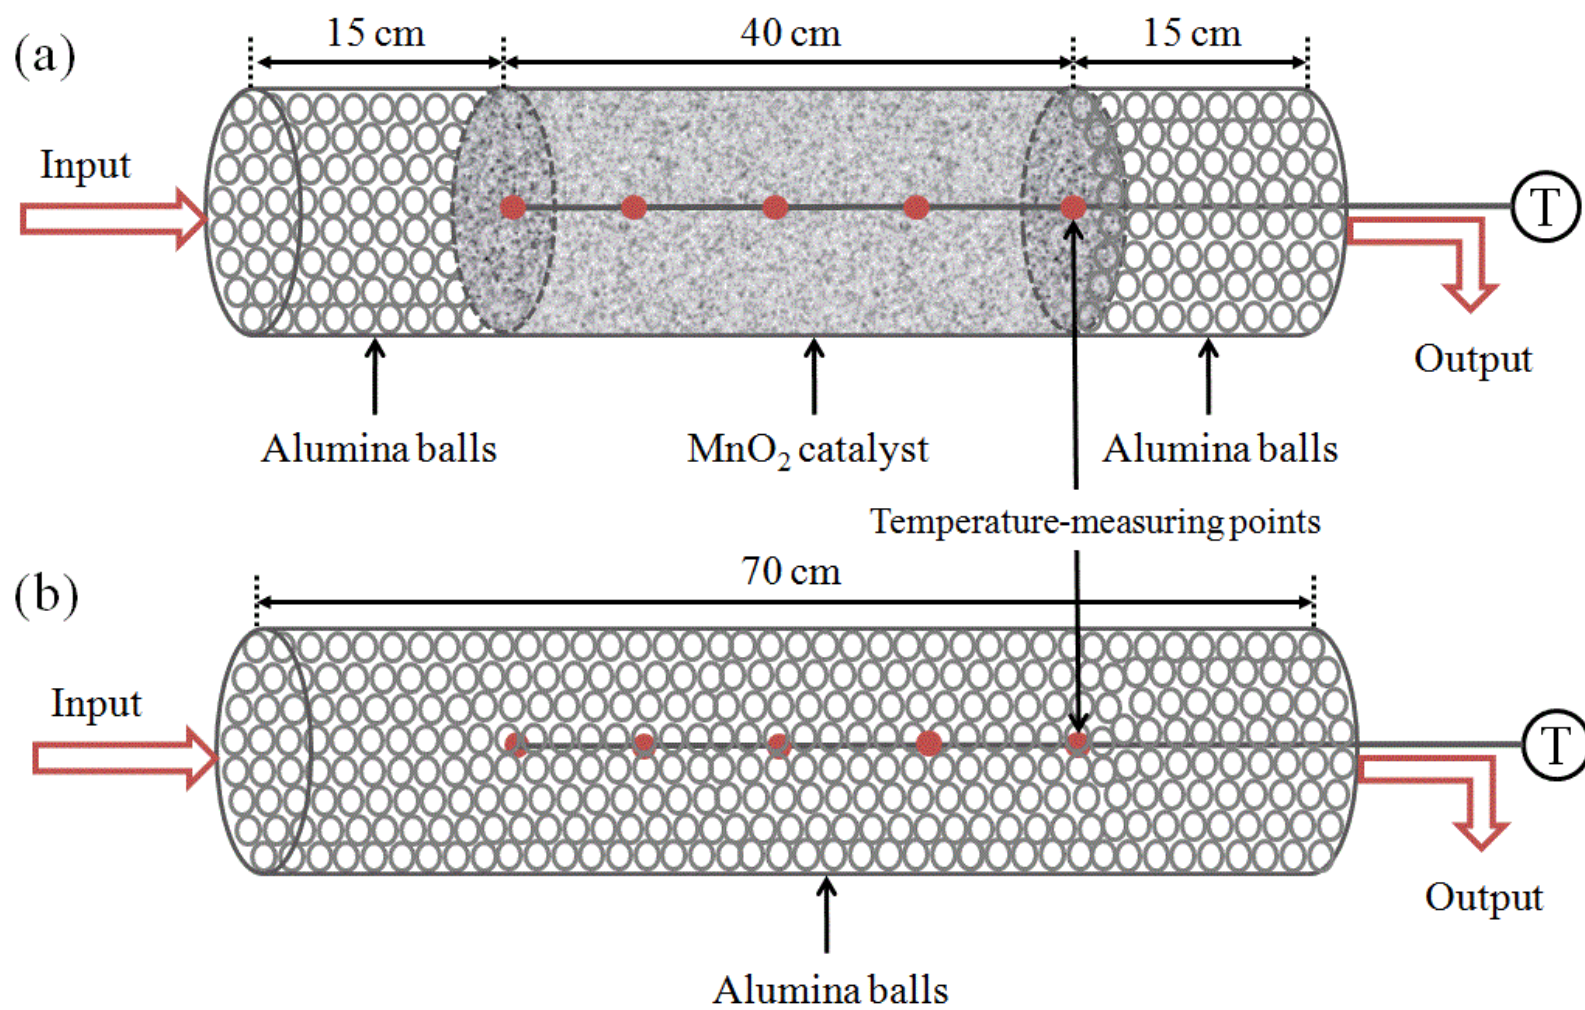 (a)
15 cm
40 cm
15 cm
Input
T
Output
Alumina balls
MnO₂ catalyst
Alumina balls
Temperature-measuring points
(b)
70 cm
Input
T
Output
Alumina balls